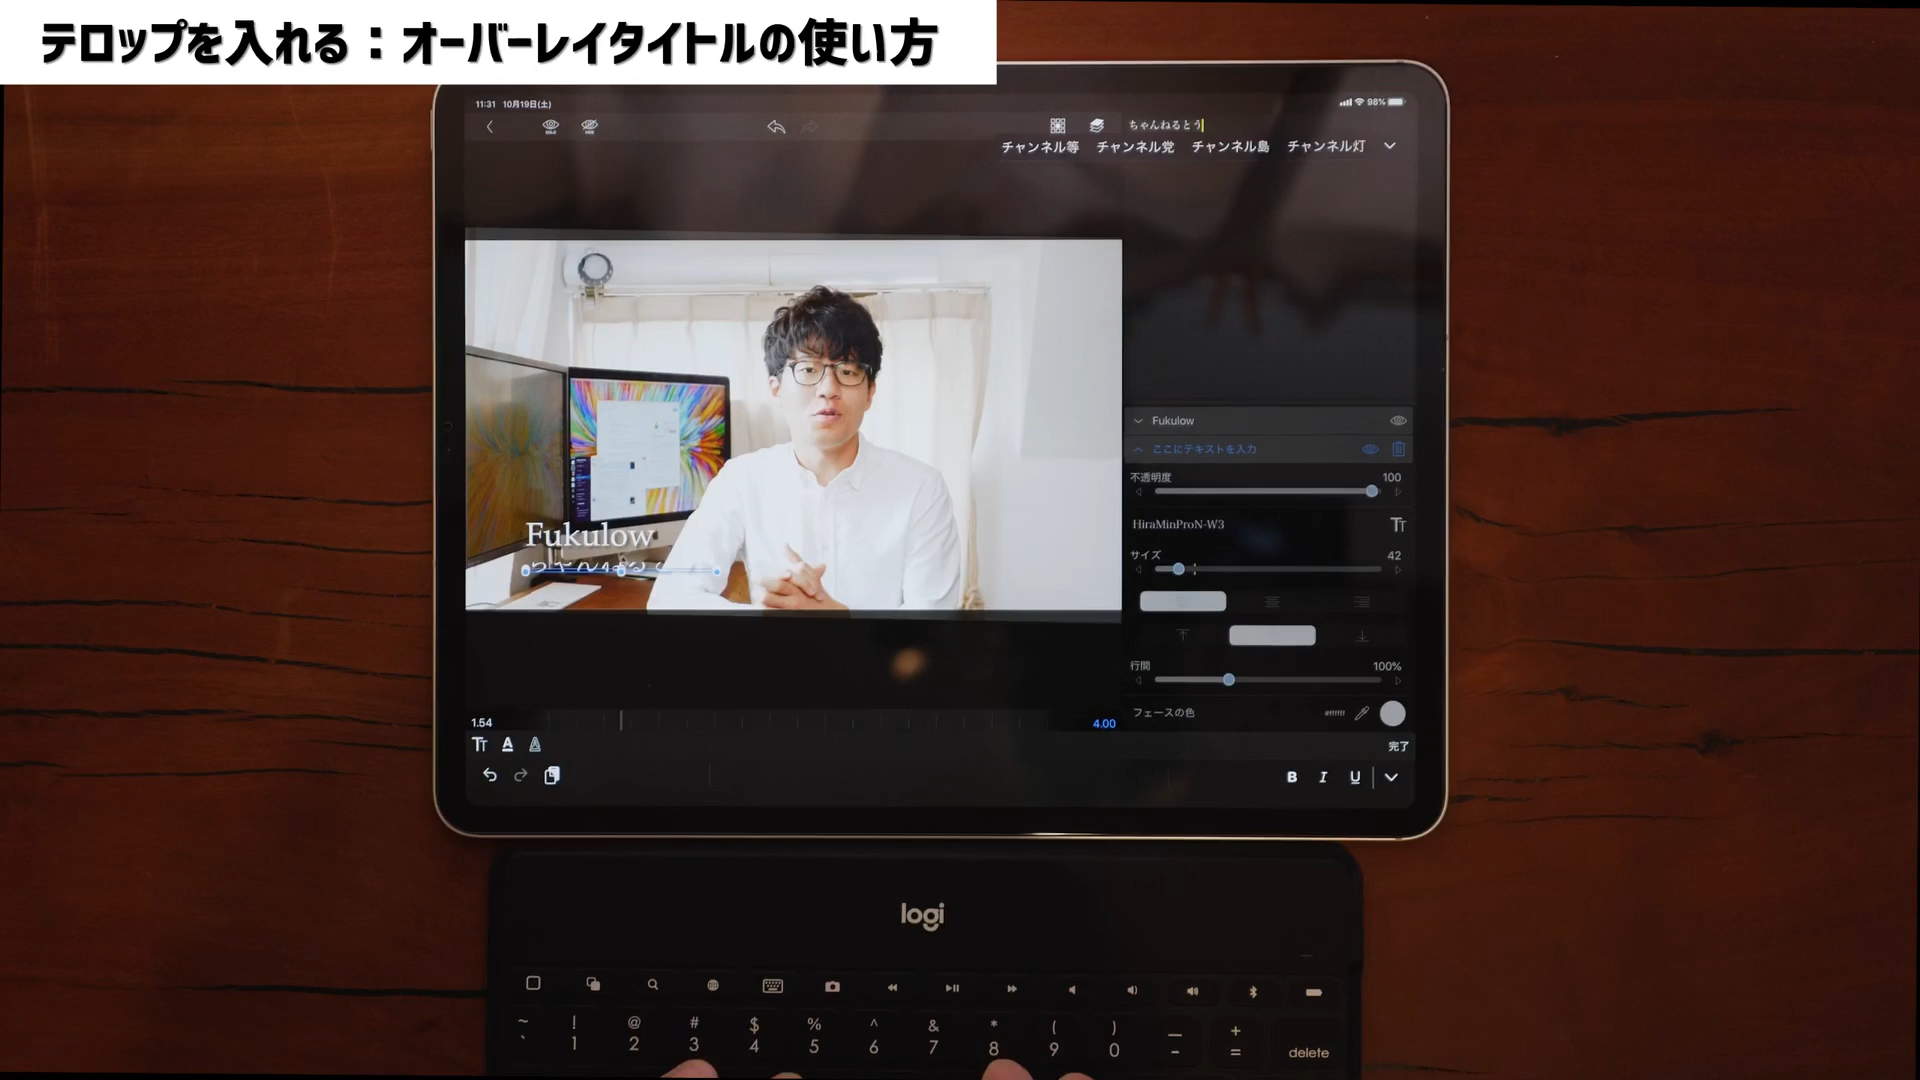 テロップを入れる：オーバーレイタイトルの使い方
11:31 10月19日(土)
98%
ちゃんねるとう
チャンネル等 チャンネル党 チャンネル島 チャンネル灯
Fukulow
ここにテキストを入力
不透明度 100
HiraMinProN-W3
サイズ 42
行間 100%
フェースの色 #ffffff
Fukulow
1.54 4.00
完了
B I U
logi
~ ! @ # $ % ^ & * ( ) — +
` 1 2 3 4 5 6 7 8 9 0 - = delete